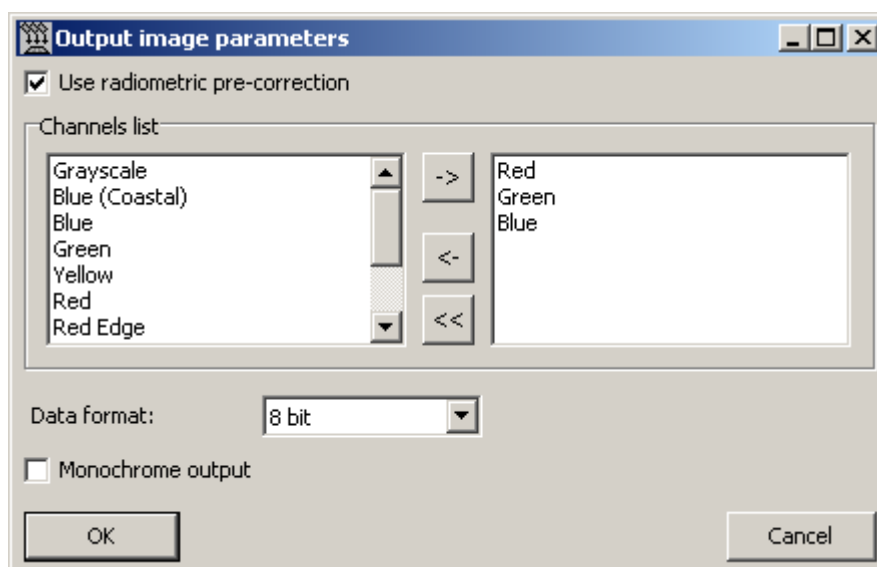 Output image parameters
Use radiometric pre-correction
Channels list
Grayscale
Blue (Coastal)
Blue
Green
Yellow
Red
Red Edge
->
<-
<<
Red
Green
Blue
Data format:
8 bit
Monochrome output
OK
Cancel